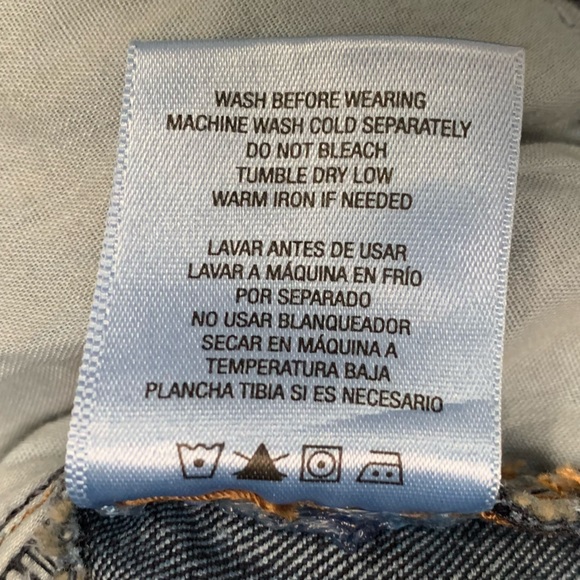 WASH BEFORE WEARING
MACHINE WASH COLD SEPARATELY
DO NOT BLEACH
TUMBLE DRY LOW
WARM IRON IF NEEDED
LAVAR ANTES DE USAR
LAVAR A MÁQUINA EN FRÍO
POR SEPARADO
NO USAR BLANQUEADOR
SECAR EN MÁQUINA A
TEMPERATURA BAJA
PLANCHA TIBIA SI ES NECESARIO